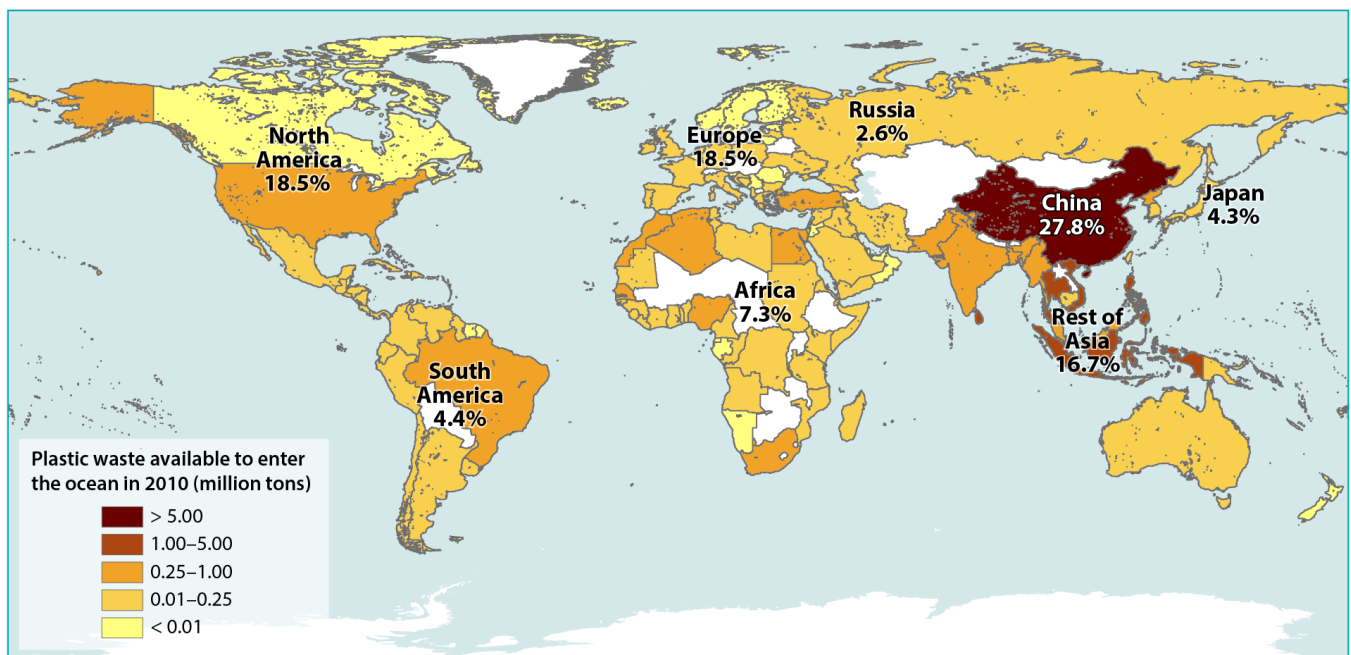 North
America
18.5%
Europe
18.5%
Russia
2.6%
China
27.8%
Japan
4.3%
Africa
7.3%
Rest of
Asia
16.7%
South
America
4.4%
Plastic waste available to enter
the ocean in 2010 (million tons)
> 5.00
1.00–5.00
0.25–1.00
0.01–0.25
< 0.01